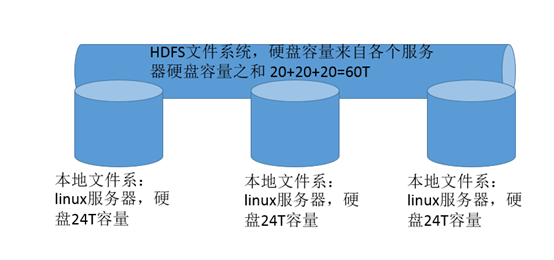 HDFS文件系统，硬盘容量来自各个服务
器硬盘容量之和 20+20+20=60T
本地文件系：
linux服务器，硬
盘24T容量
本地文件系：
linux服务器，硬
盘24T容量
本地文件系：
linux服务器，硬
盘24T容量